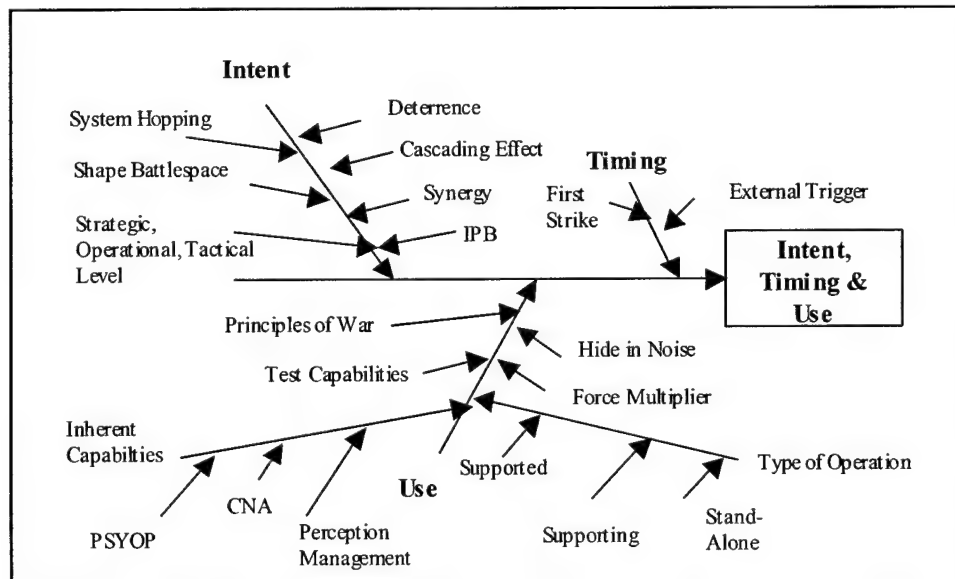 Intent
Deterrence
System Hopping
Cascading Effect
Timing
Shape Battlespace
First
Strike
External Trigger
Synergy
Strategic,
Operational, Tactical
Level
IPB
Intent,
Timing &
Use
Principles of War
Hide in Noise
Test Capabilities
Force Multiplier
Inherent
Capabilties
Supported
Type of Operation
Use
CNA
PSYOP
Perception
Management
Supporting
Stand-
Alone